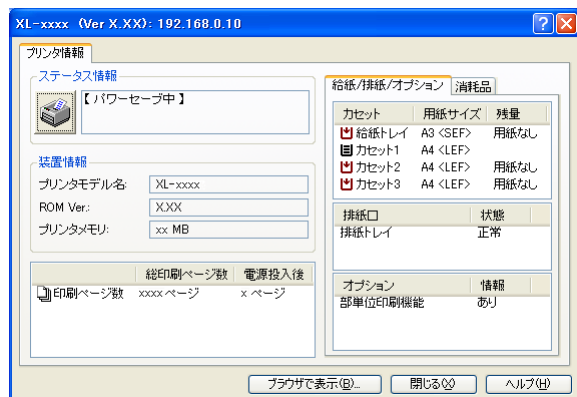 XL-xxxx (Ver X.XX): 192.168.0.10
プリンタ情報
ステータス情報
【 パワーセーブ中 】
装置情報
プリンタモデル名: XL-xxxx
ROM Ver.: X.XX
プリンタメモリ: xx MB
総印刷ページ数 電源投入後
印刷ページ数 xxxx ページ x ページ
給紙/排紙/オプション 消耗品
カセット 用紙サイズ 残量
給紙トレイ A3 <SEF> 用紙なし
カセット1 A4 <LEF>
カセット2 A4 <LEF> 用紙なし
カセット3 A4 <LEF> 用紙なし
排紙口 状態
排紙トレイ 正常
オプション 情報
部単位印刷機能 あり
ブラウザで表示(B)... 閉じる(X) ヘルプ(H)